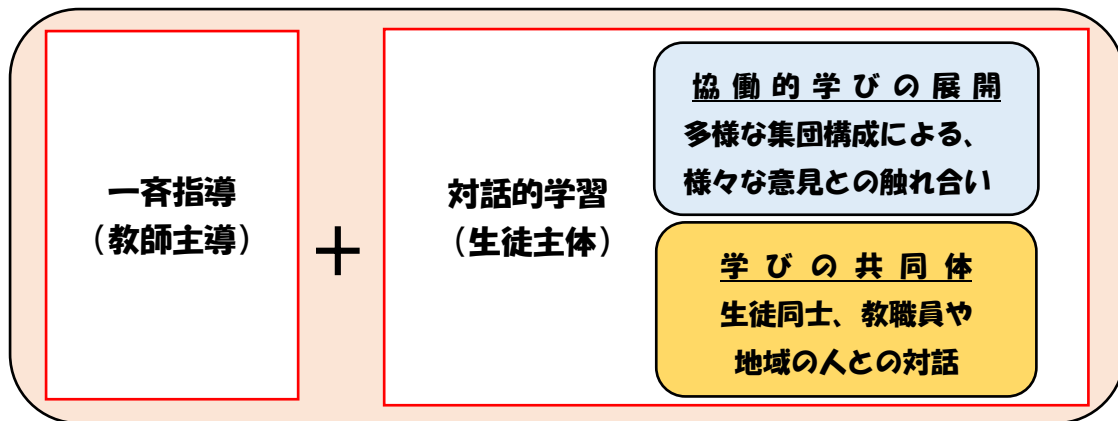 一斉指導
（教師主導）
＋
対話的学習
（生徒主体）
協働的学びの展開
多様な集団構成による、
様々な意見との触れ合い
学びの共同体
生徒同士、教職員や
地域の人との対話